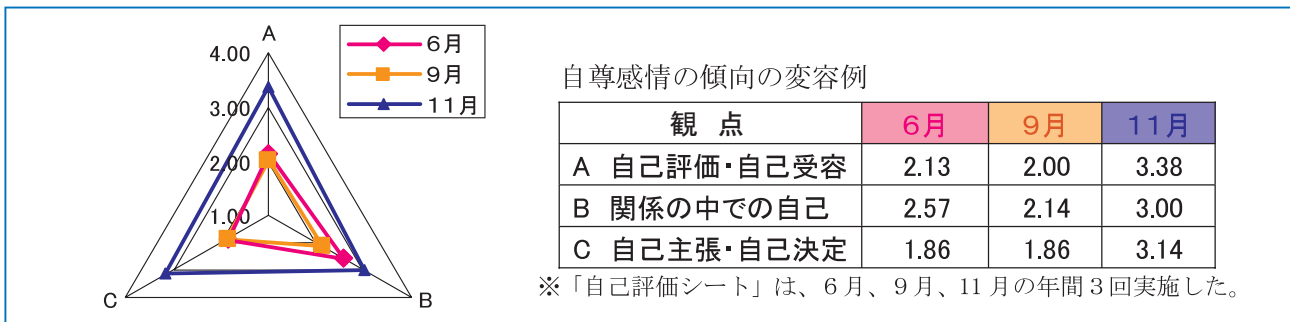 A
4.00
3.00
2.00
1.00
C
B
6月
9月
11月
自尊感情の傾向の変容例
観 点 6月 9月 11月
A 自己評価・自己受容 2.13 2.00 3.38
B 関係の中での自己 2.57 2.14 3.00
C 自己主張・自己決定 1.86 1.86 3.14
※「自己評価シート」は、6月、9月、11月の年間3回実施した。